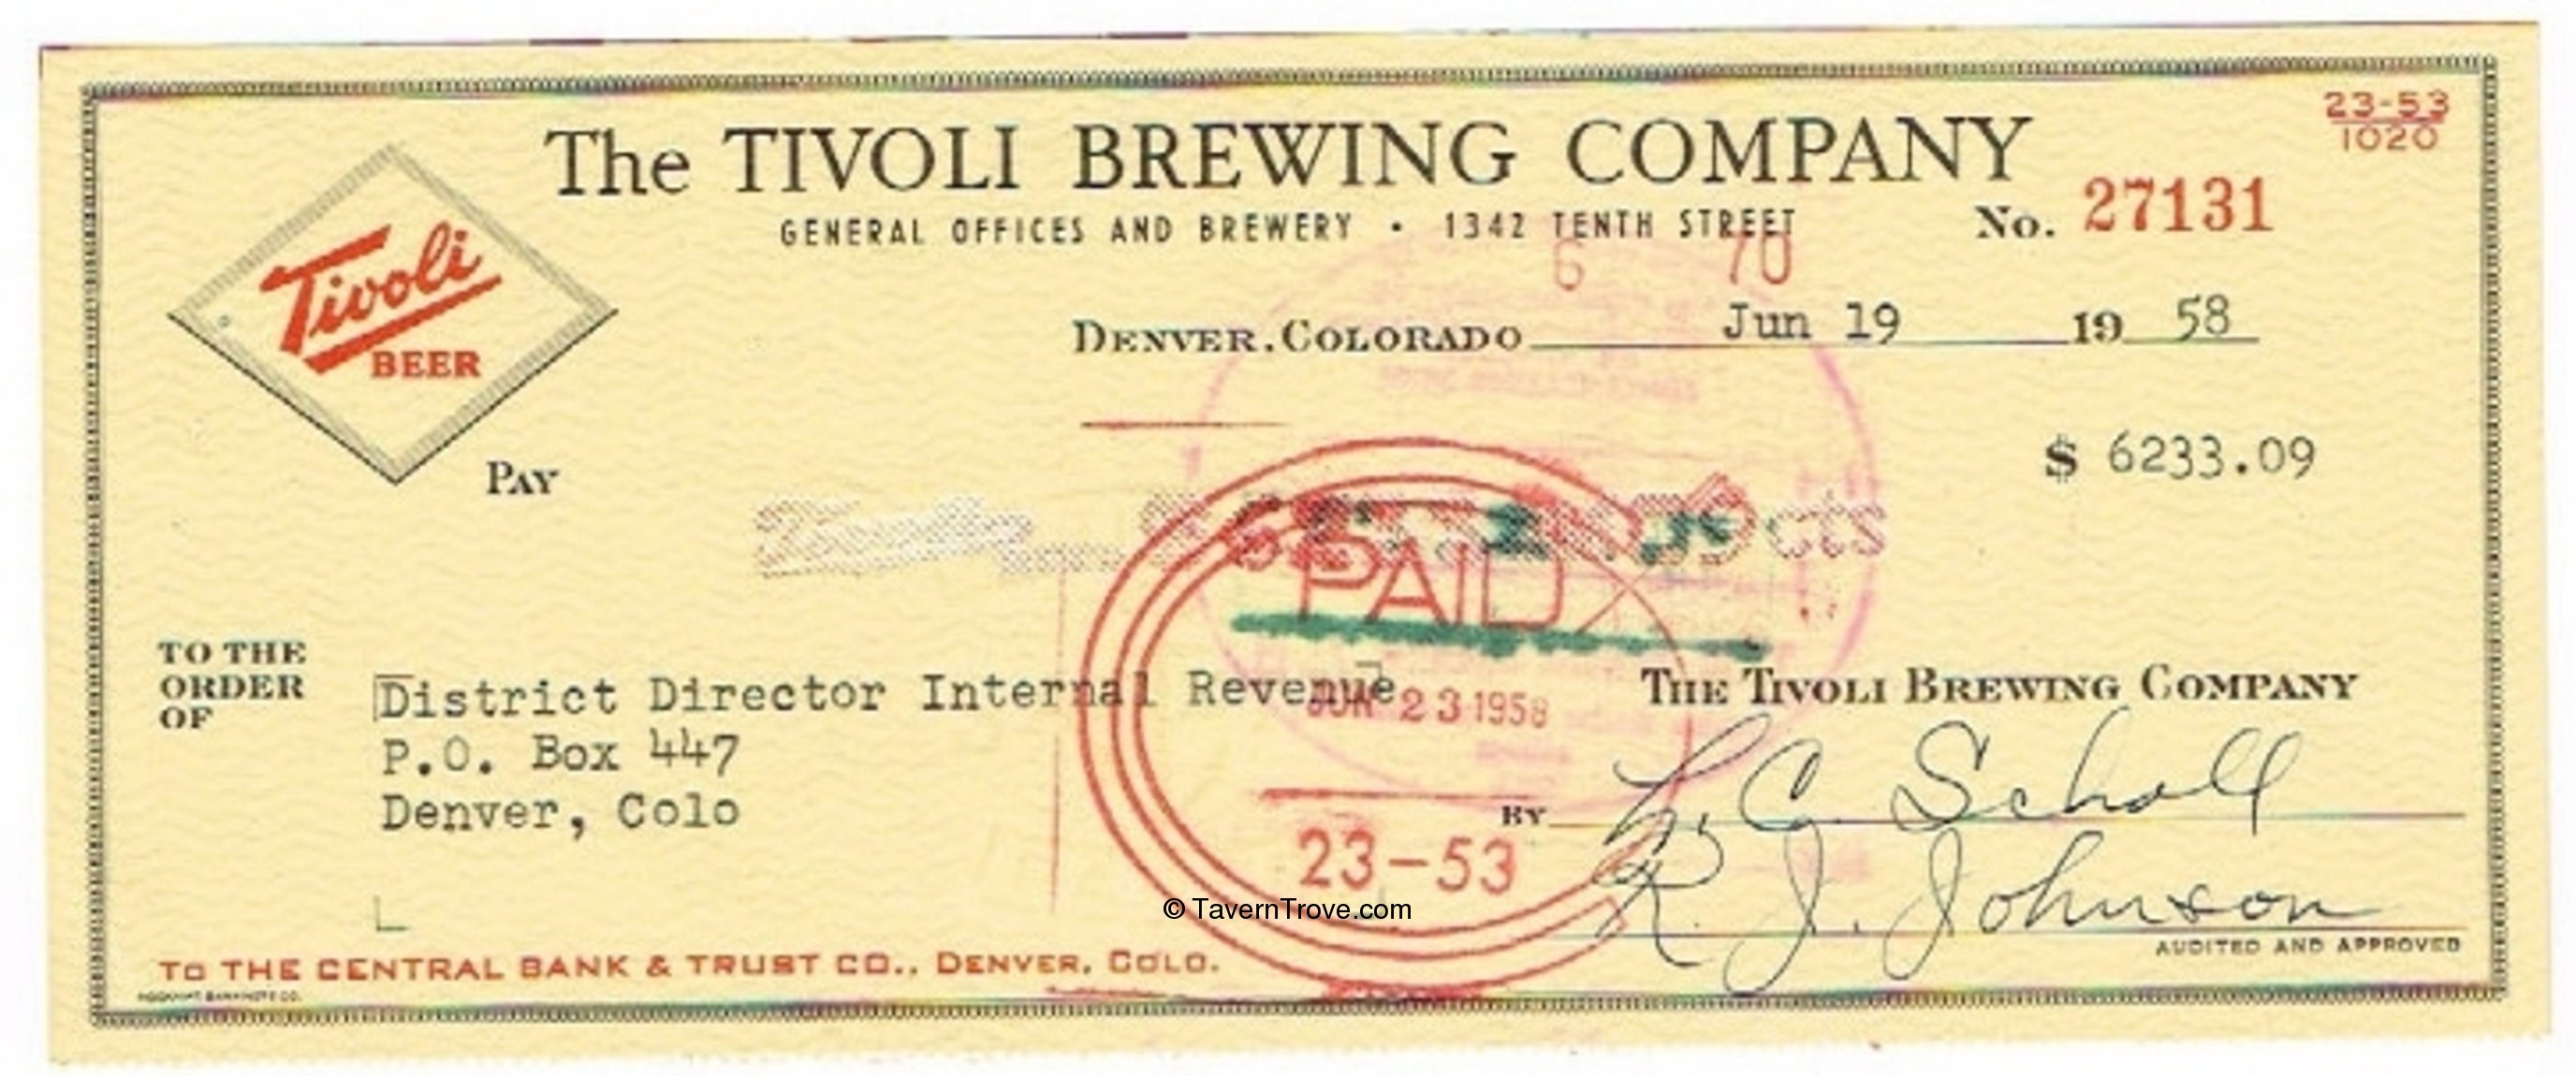 23-53
1020
The TIVOLI BREWING COMPANY
GENERAL OFFICES AND BREWERY • 1342 TENTH STREET
No. 27131
6 70
Tivoli
BEER
DENVER, COLORADO Jun 19 19 58
PAY
$ 6233.09
cts
PAID
TO THE
ORDER
OF
District Director Internal Revenue
P.O. Box 447
Denver, Colo
JUN 23 1958
THE TIVOLI BREWING COMPANY
BY
23-53
R. J. Johnson
AUDITED AND APPROVED
© TavernTrove.com
TO THE CENTRAL BANK & TRUST CO., DENVER, COLO.